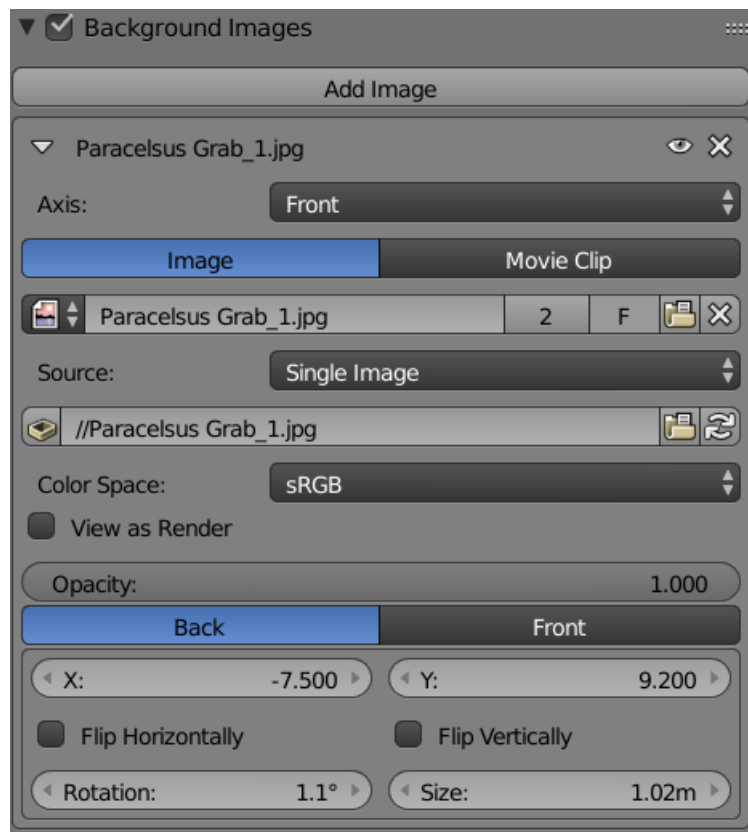 Background Images
Add Image
Paracelsus Grab_1.jpg
Axis: Front
Image Movie Clip
Paracelsus Grab_1.jpg 2 F
Source: Single Image
//Paracelsus Grab_1.jpg
Color Space: sRGB
View as Render
Opacity: 1.000
Back Front
X: -7.500 Y: 9.200
Flip Horizontally Flip Vertically
Rotation: 1.1° Size: 1.02m